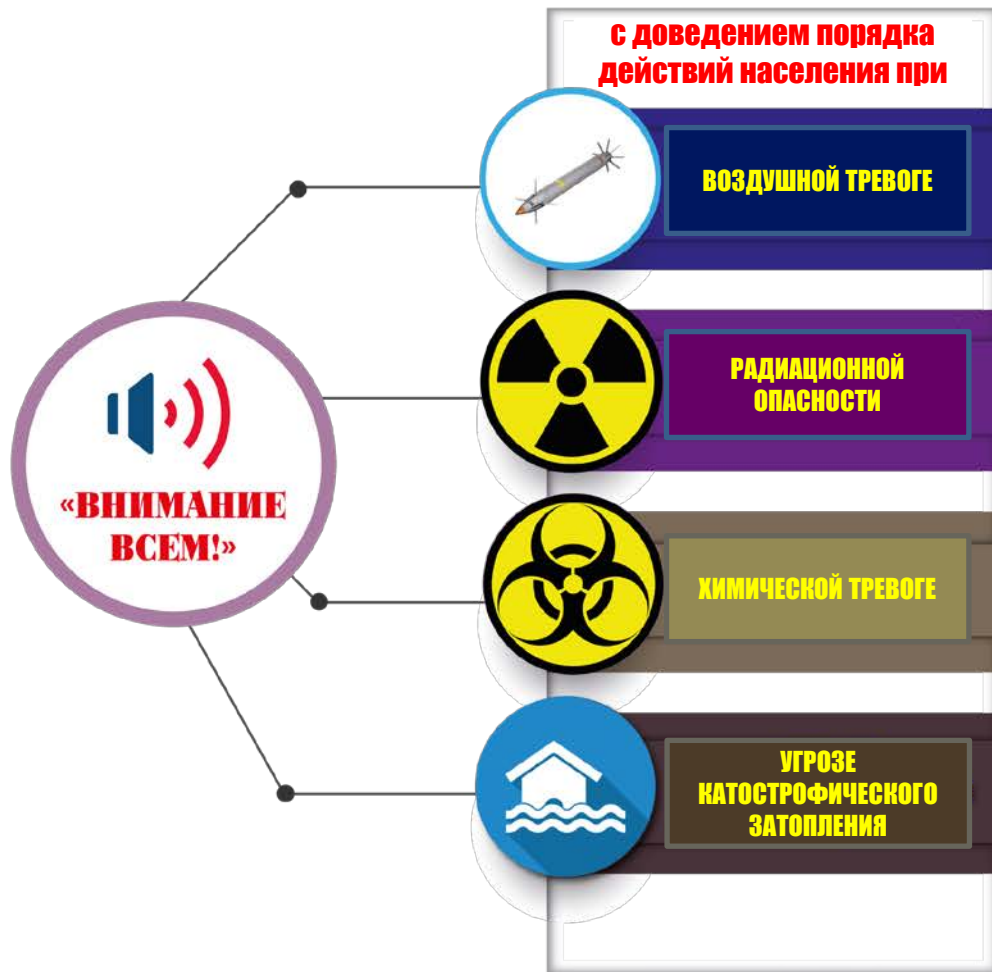 с доведением порядка
действий населения при
ВОЗДУШНОЙ ТРЕВОГЕ
РАДИАЦИОННОЙ
ОПАСНОСТИ
«ВНИМАНИЕ
ВСЕМ!»
ХИМИЧЕСКОЙ ТРЕВОГЕ
УГРОЗЕ
КАТОСТРОФИЧЕСКОГО
ЗАТОПЛЕНИЯ